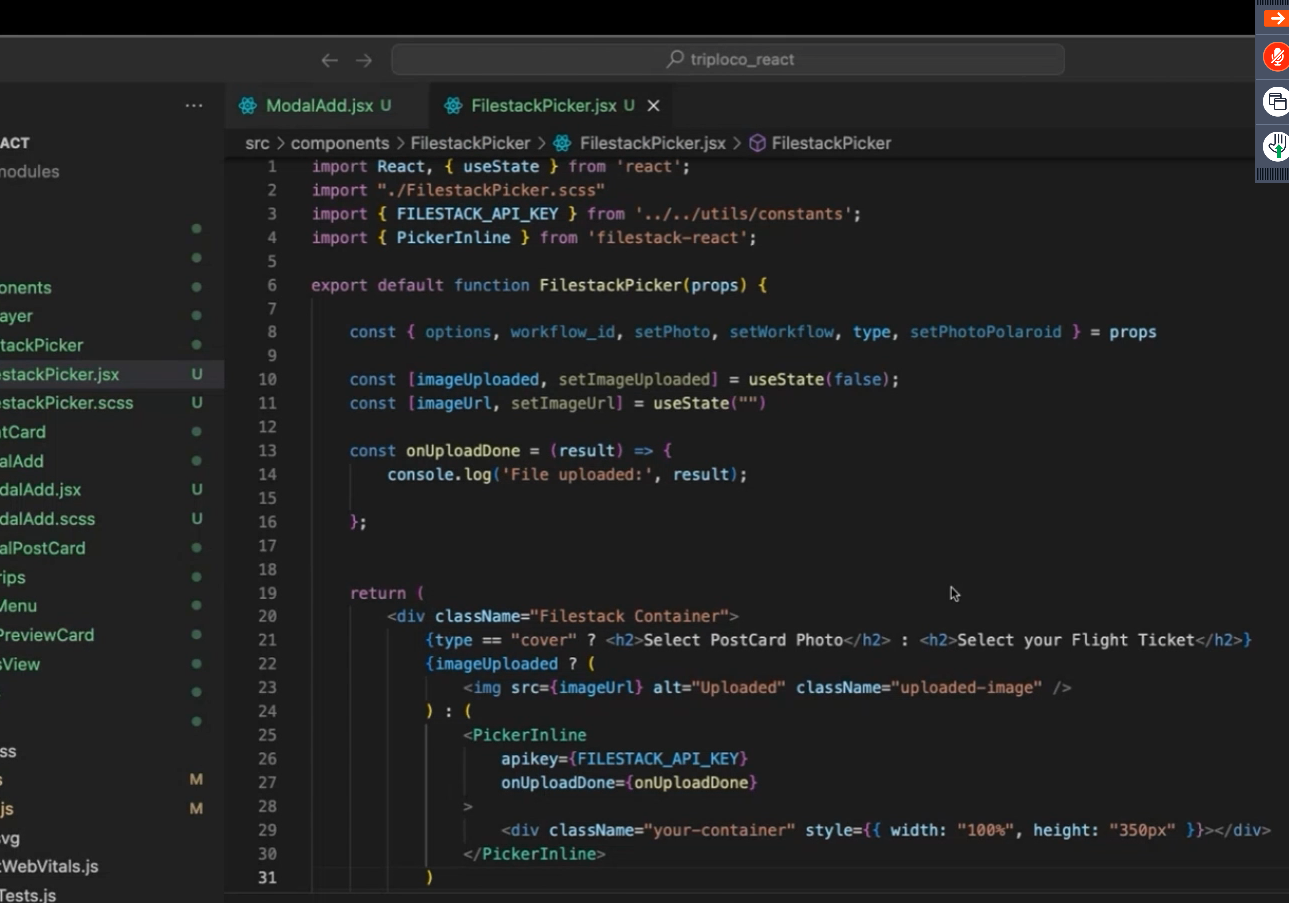 triploco_react
···
ModalAdd.jsx U
FilestackPicker.jsx U
src > components > FilestackPicker > FilestackPicker.jsx > FilestackPicker
ACT
modules
onents
ayer
tackPicker
estackPicker.jsx U
estackPicker.scss U
tCard
alAdd
dalAdd.jsx U
dalAdd.scss U
alPostCard
rips
Menu
PreviewCard
sView
ss
s M
js M
svg
tWebVitals.js
Tests.js
1 import React, { useState } from 'react';
2 import "./FilestackPicker.scss"
3 import { FILESTACK_API_KEY } from '../../utils/constants';
4 import { PickerInline } from 'filestack-react';
5
6 export default function FilestackPicker(props) {
7
8 const { options, workflow_id, setPhoto, setWorkflow, type, setPhotoPolaroid } = props
9
10 const [imageUploaded, setImageUploaded] = useState(false);
11 const [imageUrl, setImageUrl] = useState("")
12
13 const onUploadDone = (result) => {
14 console.log('File uploaded:', result);
15
16 };
17
18
19 return (
20 <div className="Filestack Container">
21 {type == "cover" ? <h2>Select PostCard Photo</h2> : <h2>Select your Flight Ticket</h2>}
22 {imageUploaded ? (
23 <img src={imageUrl} alt="Uploaded" className="uploaded-image" />
24 ) : (
25 <PickerInline
26 apikey={FILESTACK_API_KEY}
27 onUploadDone={onUploadDone}
28 >
29 <div className="your-container" style={{ width: "100%", height: "350px" }}></div>
30 </PickerInline>
31 )